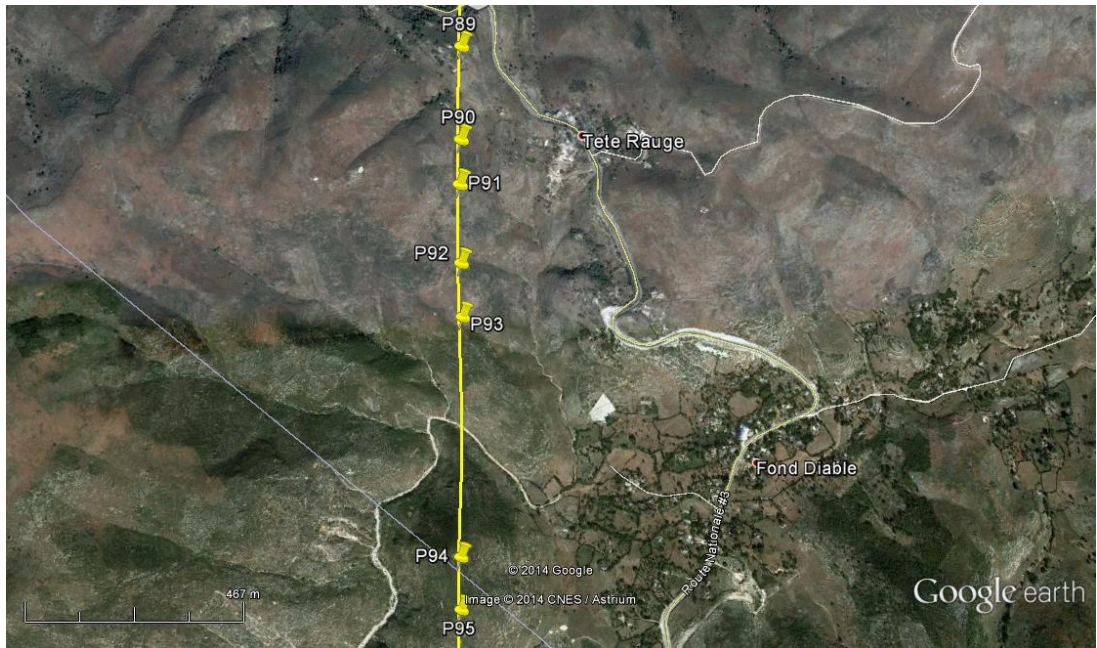 P89
P90
Tete Rauge
P91
P92
P93
Fond Diable
Route Nationale #3
P94
© 2014 Google
467 m
Image © 2014 CNES / Astrium
Google earth
P95